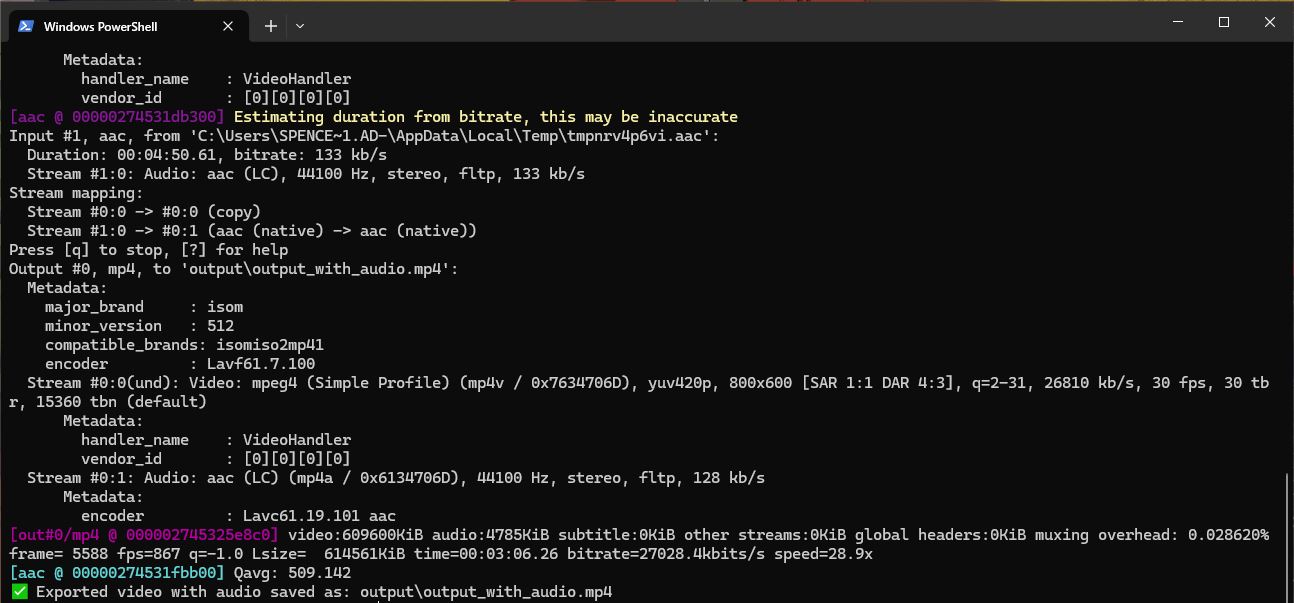 Windows PowerShell
Metadata:
handler_name : VideoHandler
vendor_id : [0][0][0][0]
[aac @ 00000274531db300] Estimating duration from bitrate, this may be inaccurate
Input #1, aac, from 'C:\Users\SPENCE~1.AD-\AppData\Local\Temp\tmpnrv4p6vi.aac':
Duration: 00:04:50.61, bitrate: 133 kb/s
Stream #1:0: Audio: aac (LC), 44100 Hz, stereo, fltp, 133 kb/s
Stream mapping:
Stream #0:0 -> #0:0 (copy)
Stream #1:0 -> #0:1 (aac (native) -> aac (native))
Press [q] to stop, [?] for help
Output #0, mp4, to 'output\output_with_audio.mp4':
Metadata:
major_brand : isom
minor_version : 512
compatible_brands: isomiso2mp41
encoder : Lavf61.7.100
Stream #0:0(und): Video: mpeg4 (Simple Profile) (mp4v / 0x7634706D), yuv420p, 800x600 [SAR 1:1 DAR 4:3], q=2-31, 26810 kb/s, 30 fps, 30 tb
r, 15360 tbn (default)
Metadata:
handler_name : VideoHandler
vendor_id : [0][0][0][0]
Stream #0:1: Audio: aac (LC) (mp4a / 0x6134706D), 44100 Hz, stereo, fltp, 128 kb/s
Metadata:
encoder : Lavc61.19.101 aac
[out#0/mp4 @ 000002745325e8c0] video:609600KiB audio:4785KiB subtitle:0KiB other streams:0KiB global headers:0KiB muxing overhead: 0.028620%
frame= 5588 fps=867 q=-1.0 Lsize= 614561KiB time=00:03:06.26 bitrate=27028.4kbits/s speed=28.9x
[aac @ 00000274531fbb00] Qavg: 509.142
✅ Exported video with audio saved as: output\output_with_audio.mp4